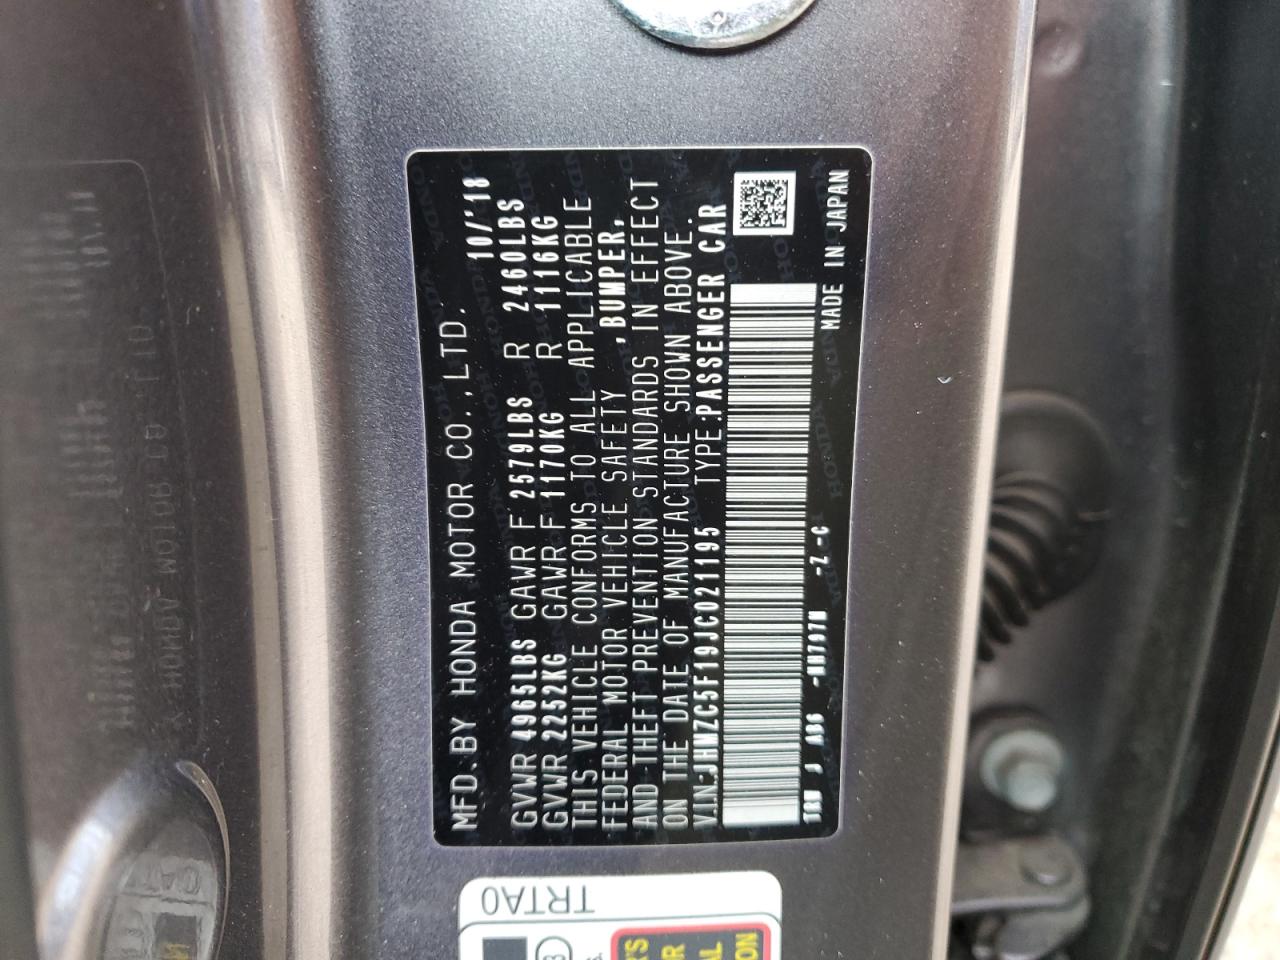 MFD. BY HONDA MOTOR CO.,LTD. 10/'18
GVWR 4965LBS GAWR F 2579LBS R 2460LBS
GVWR 2252KG GAWR F 1170KG R 1116KG
THIS VEHICLE CONFORMS TO ALL APPLICABLE
FEDERAL MOTOR VEHICLE SAFETY ,BUMPER,
AND THEFT PREVENTION STANDARDS IN EFFECT
ON THE DATE OF MANUFACTURE SHOWN ABOVE.
V.I.N:JHMZC5F19JC021195 TYPE:PASSENGER CAR
-Z -C
MADE IN JAPAN
TRTA0